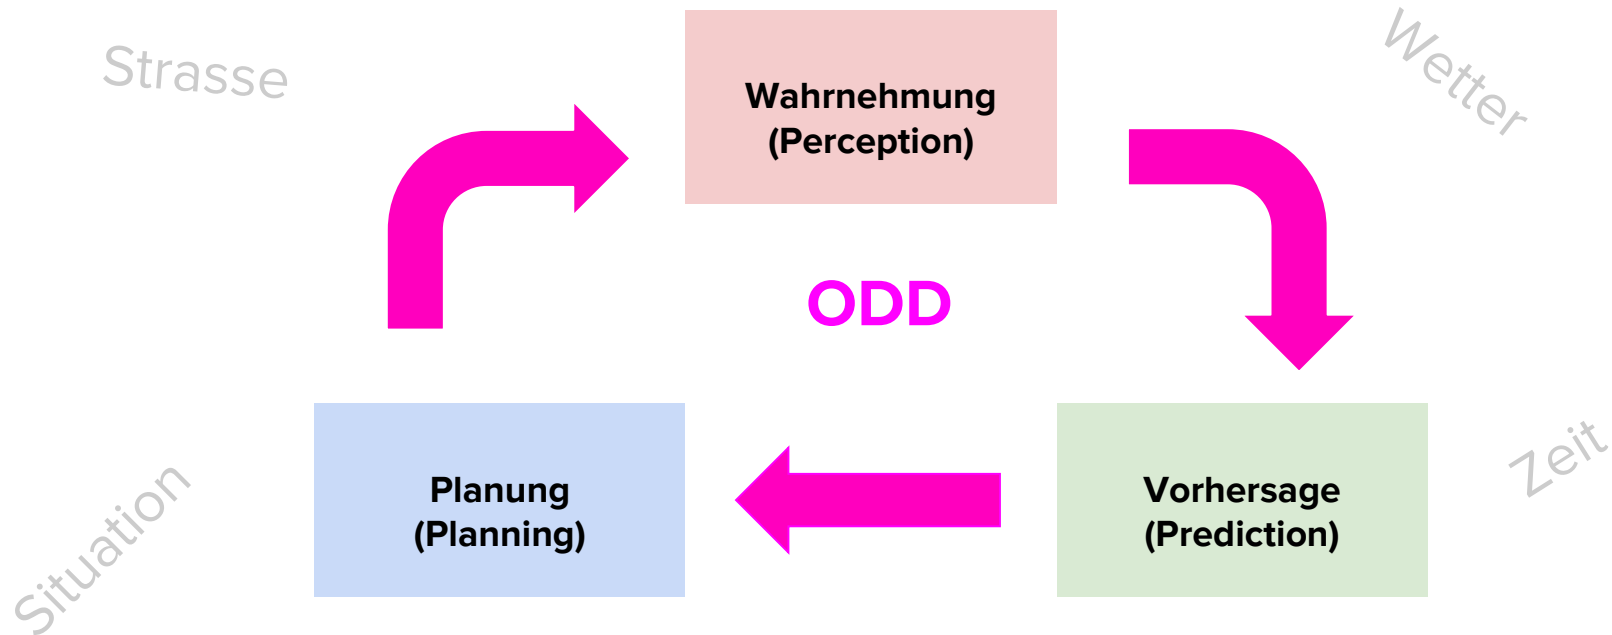 Strasse
Wetter
Wahrnehmung
(Perception)
ODD
Zeit
Situation
Planung
(Planning)
Vorhersage
(Prediction)